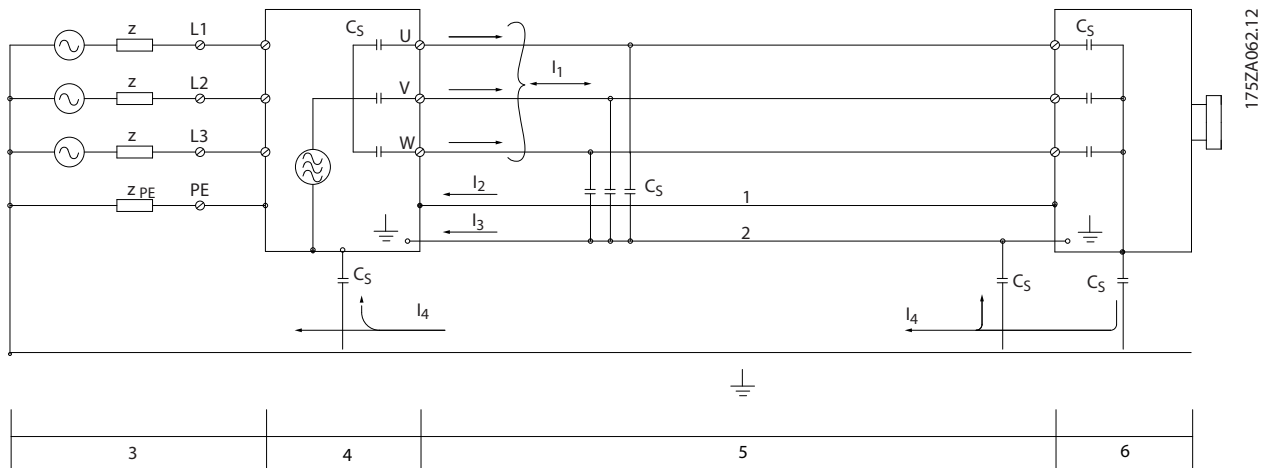 z L1
z L2
z L3
z PE PE
CS U
V
W
I1
I2
I3
CS
1
2
CS
I4
CS
CS
I4
CS
175ZA062.12
3 4 5 6